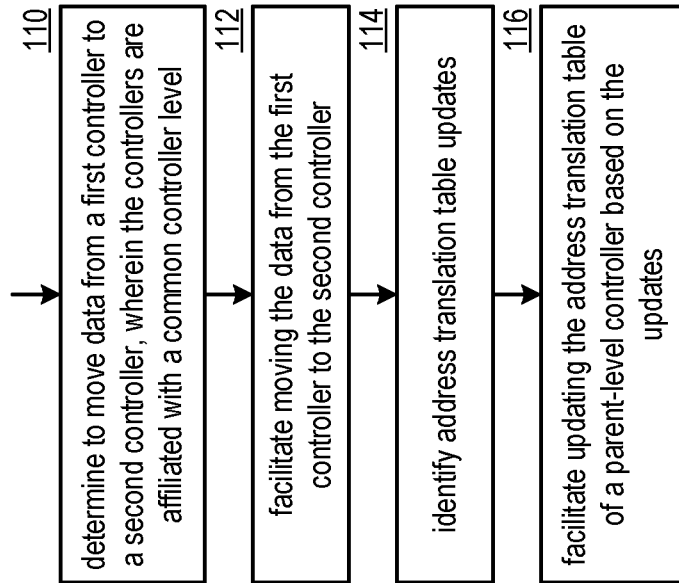 110
determine to move data from a first controller to
a second controller, wherein the controllers are
affiliated with a common controller level
112
facilitate moving the data from the first
controller to the second controller
114
identify address translation table updates
116
facilitate updating the address translation table
of a parent-level controller based on the
updates